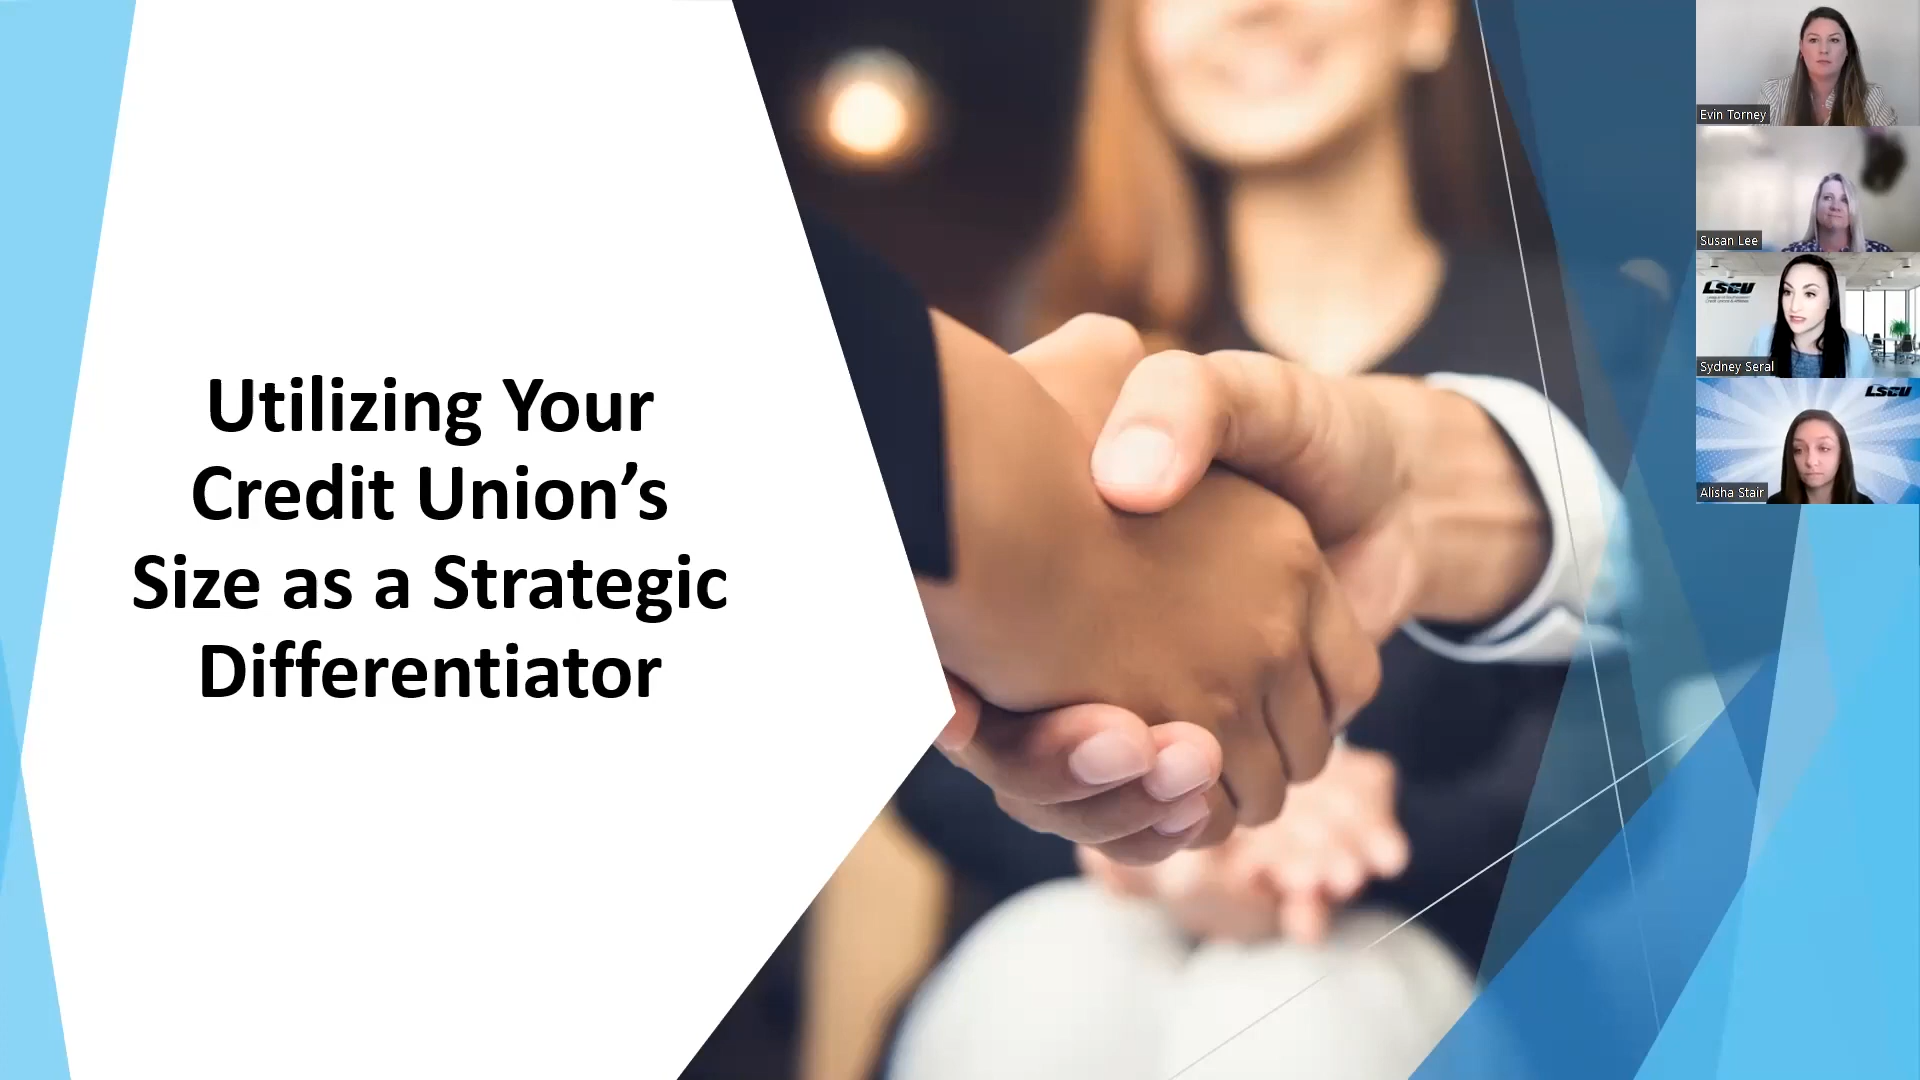 Utilizing Your
Credit Union’s
Size as a Strategic
Differentiator
Evin Torney
Susan Lee
LSCU
Sydney Seral
LSCU
Alisha Stair